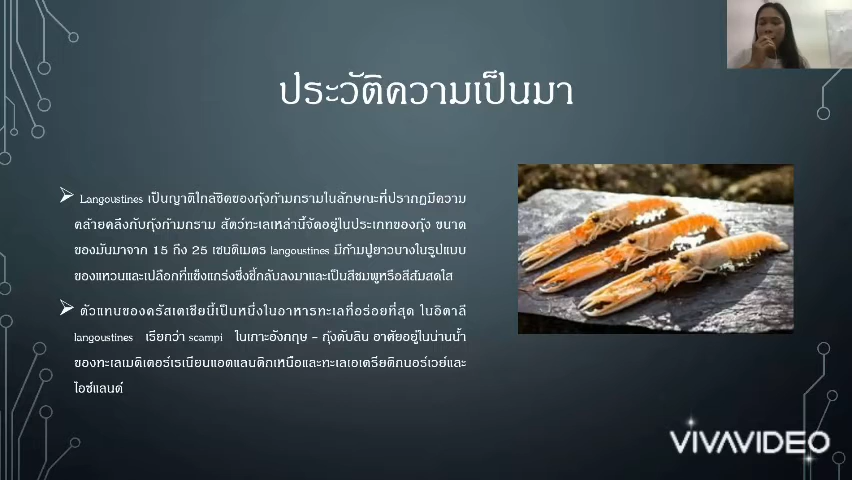 ประวัติความเป็นมา
Langoustines เป็นญาติใกล้ชิดของกุ้งก้ามกรามในลักษณะที่ปรากฏมีความ
คล้ายคลึงกับกุ้งก้ามกราม สัตว์ทะเลเหล่านี้จัดอยู่ในประเภทของกุ้ง ขนาด
ของมันมาจาก 15 ถึง 25 เซนติเมตร langoustines มีก้ามปูยาวบางในรูปแบบ
ของแหวนและเปลือกที่แข็งแกร่งซึ่งชี้กลับลงมาและเป็นสีชมพูหรือสีส้มสดใส
ตัวแทนของครัสเตเชียนี้เป็นหนึ่งในอาหารทะเลที่อร่อยที่สุด ในอิตาลี
langoustines เรียกว่า scampi ในเกาะอังกฤษ – กุ้งดับลิน อาศัยอยู่ในน่านน้ำ
ของทะเลเมดิเตอร์เรเนียนแอตแลนติกเหนือและทะเลเอเดรียติกนอร์เวย์และ
ไอซ์แลนด์
VIVAVIDEO